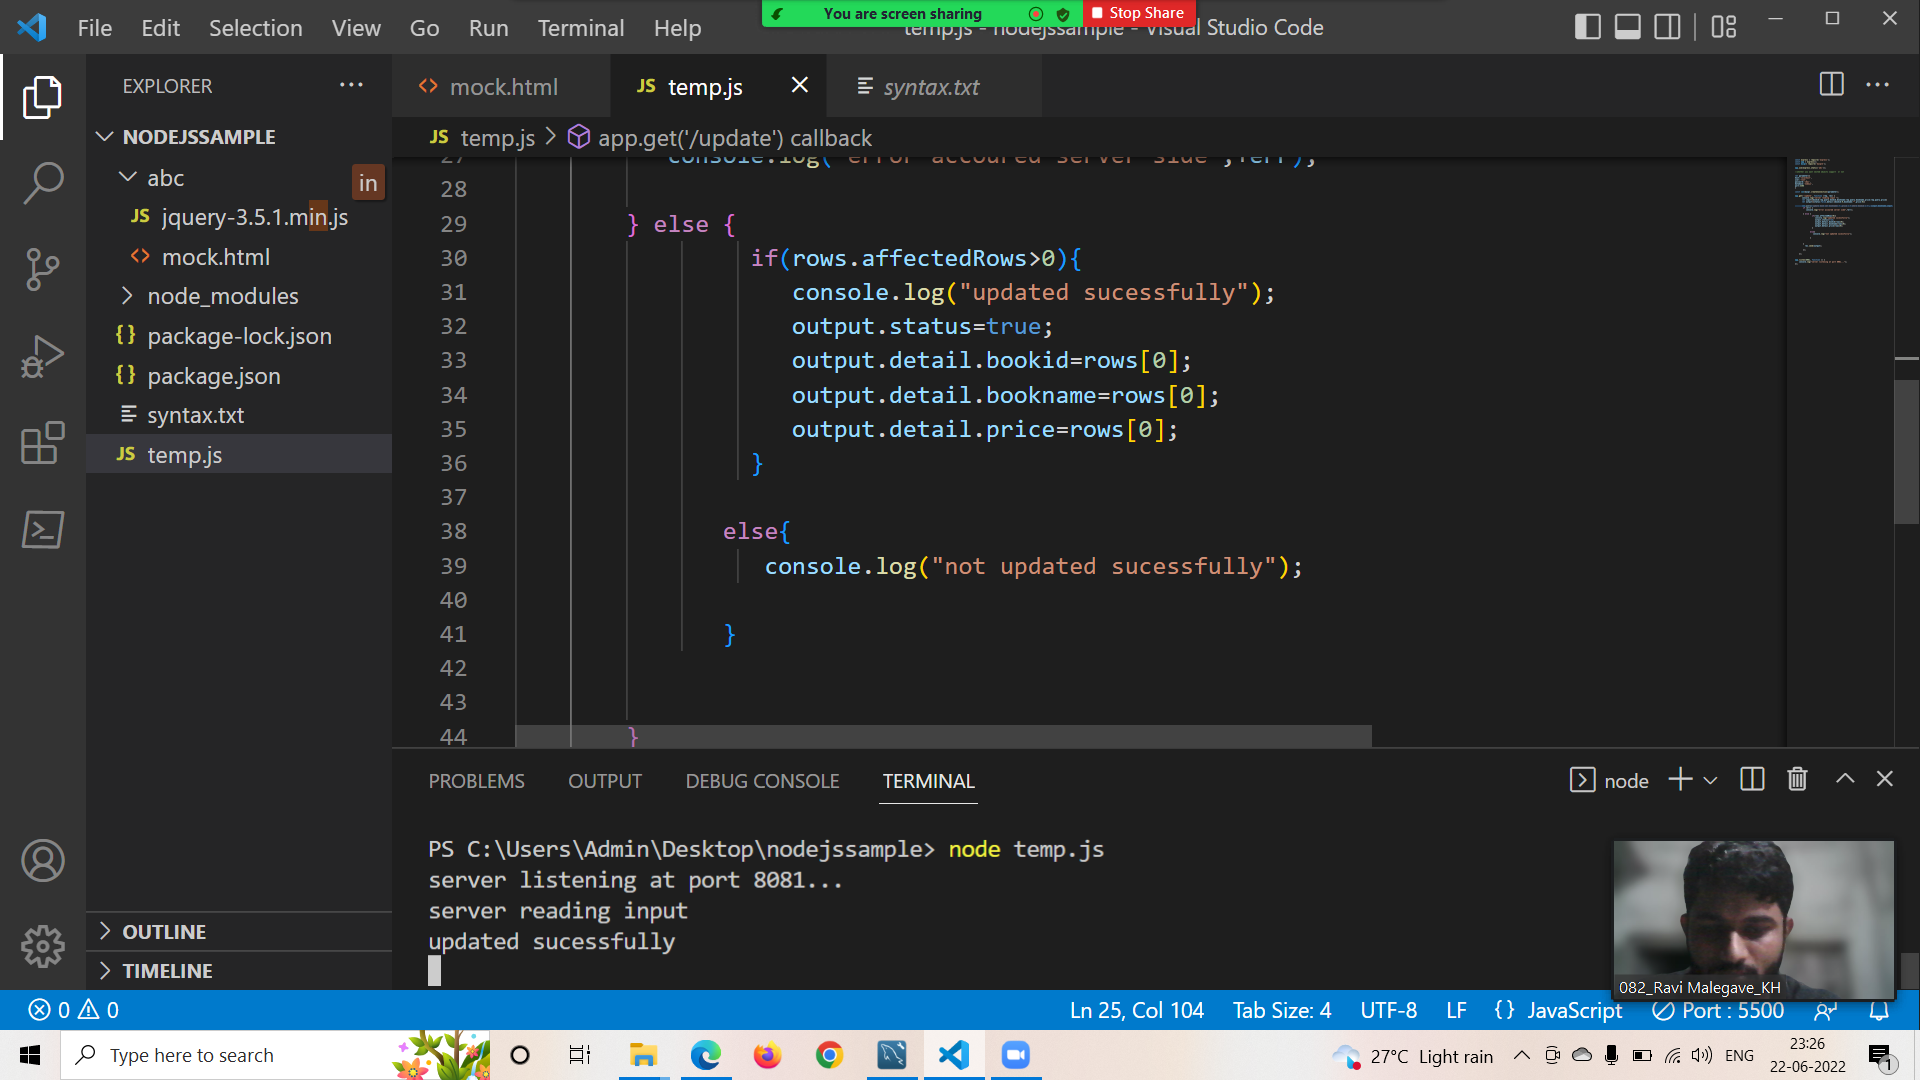 You are screen sharing
Stop Share
File Edit Selection View Go Run Terminal Help
temp.js - nodejssample - Visual Studio Code
EXPLORER
mock.html
JS temp.js
syntax.txt
JS temp.js > app.get('/update') callback
NODEJSSAMPLE
abc
in
JS jquery-3.5.1.min.js
mock.html
node_modules
{} package-lock.json
{} package.json
syntax.txt
JS temp.js
OUTLINE
TIMELINE
27 console.log("error accoured server side",+err);
28
29 } else {
30 if(rows.affectedRows>0){
31 console.log("updated sucessfully");
32 output.status=true;
33 output.detail.bookid=rows[0];
34 output.detail.bookname=rows[0];
35 output.detail.price=rows[0];
36 }
37
38 else{
39 console.log("not updated sucessfully");
40
41 }
42
43
44 }
PROBLEMS OUTPUT DEBUG CONSOLE TERMINAL
node
PS C:\Users\Admin\Desktop\nodejssample> node temp.js
server listening at port 8081...
server reading input
updated sucessfully
082_Ravi Malegave_KH
0 0
Ln 25, Col 104 Tab Size: 4 UTF-8 LF {} JavaScript Port : 5500
Type here to search
27°C Light rain
ENG
23:26
22-06-2022
1